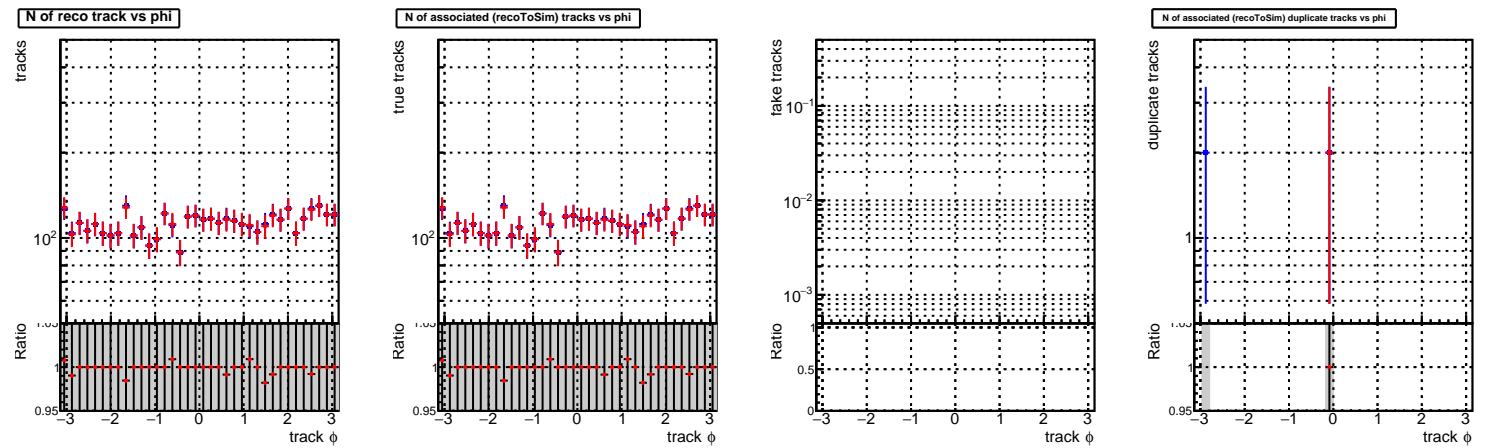 N of reco track vs phi
tracks
10²
Ratio
1.05
1
0.95
−3 −2 −1 0 1 2 3
track ϕ
N of associated (recoToSim) tracks vs phi
true tracks
10²
Ratio
1.05
1
0.95
−3 −2 −1 0 1 2 3
track ϕ
fake tracks
10⁻¹
10⁻²
10⁻³
Ratio
1
0.5
0
−3 −2 −1 0 1 2 3
track ϕ
N of associated (recoToSim) duplicate tracks vs phi
duplicate tracks
1
Ratio
1.05
1
0.95
−3 −2 −1 0 1 2 3
track ϕ